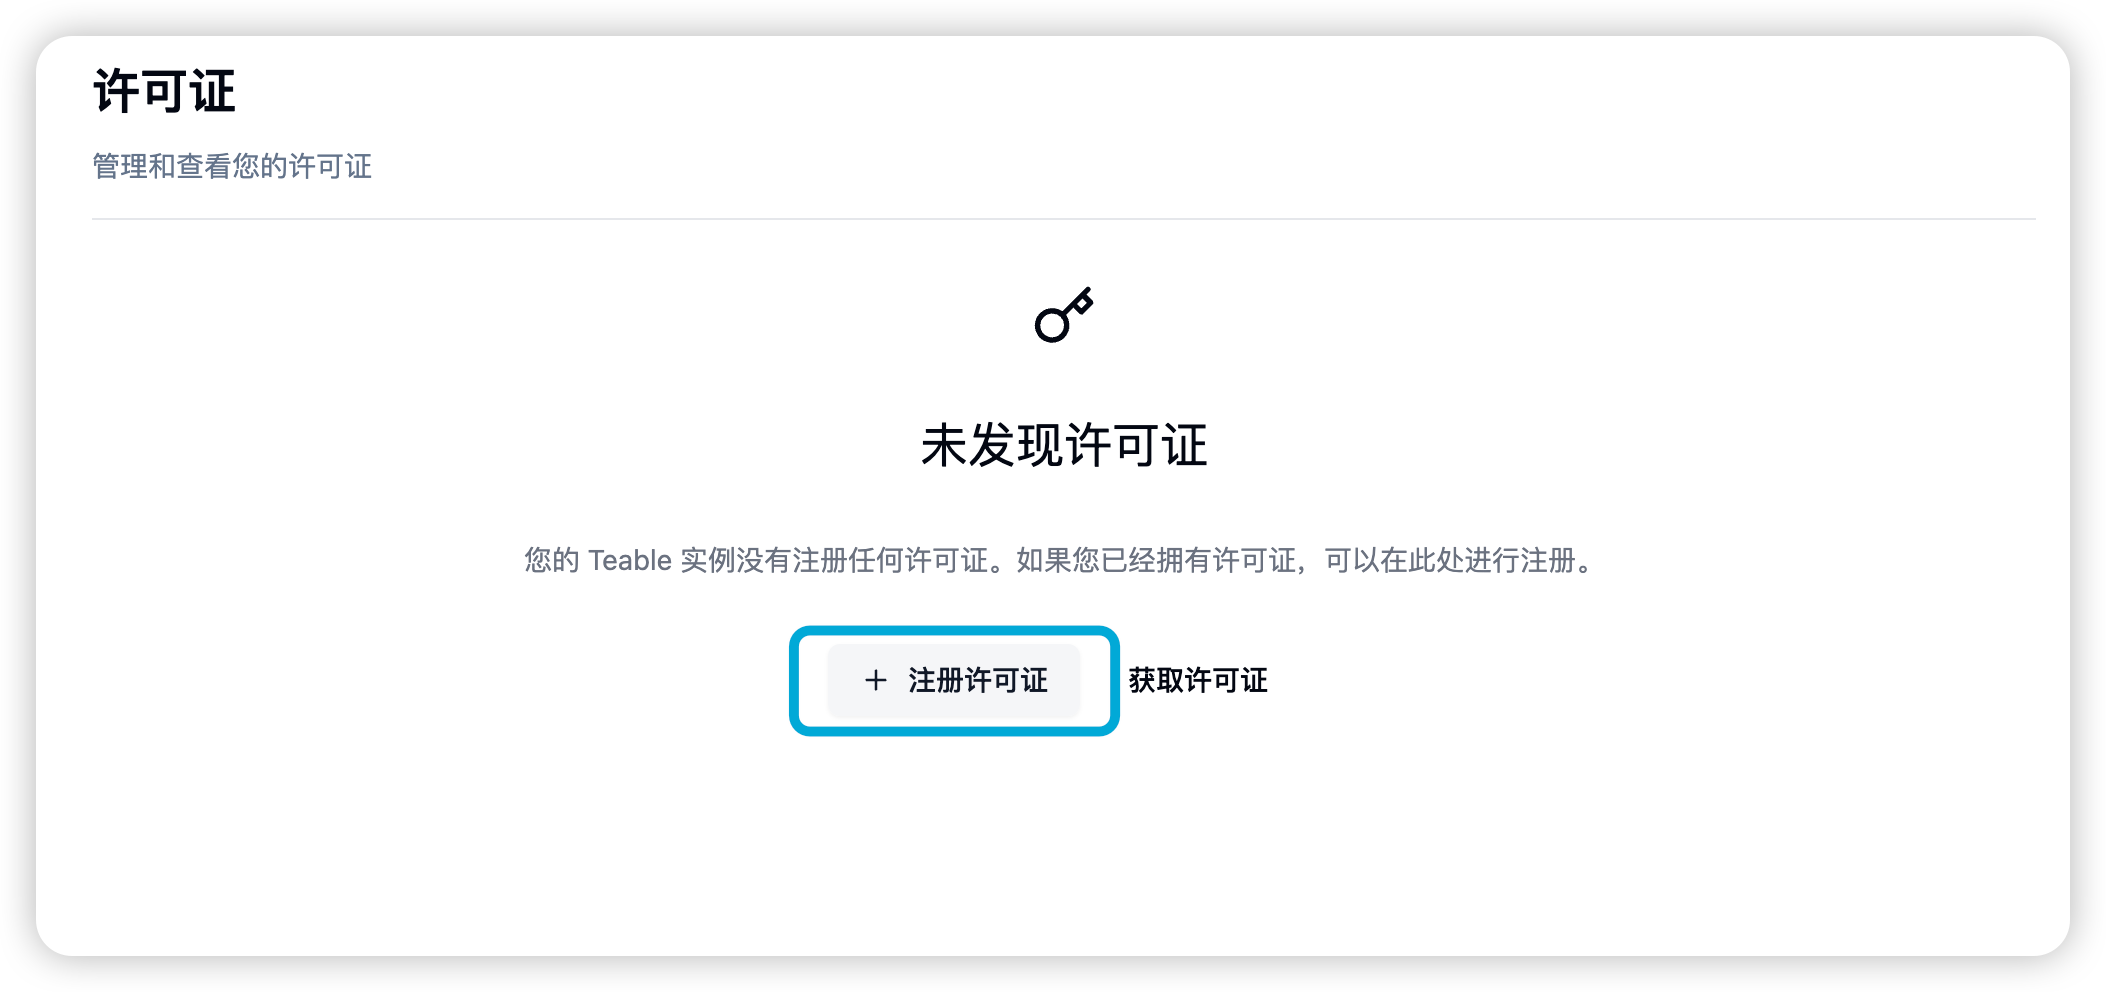 许可证
管理和查看您的许可证
未发现许可证
您的 Teable 实例没有注册任何许可证。如果您已经拥有许可证，可以在此处进行注册。
+ 注册许可证 获取许可证